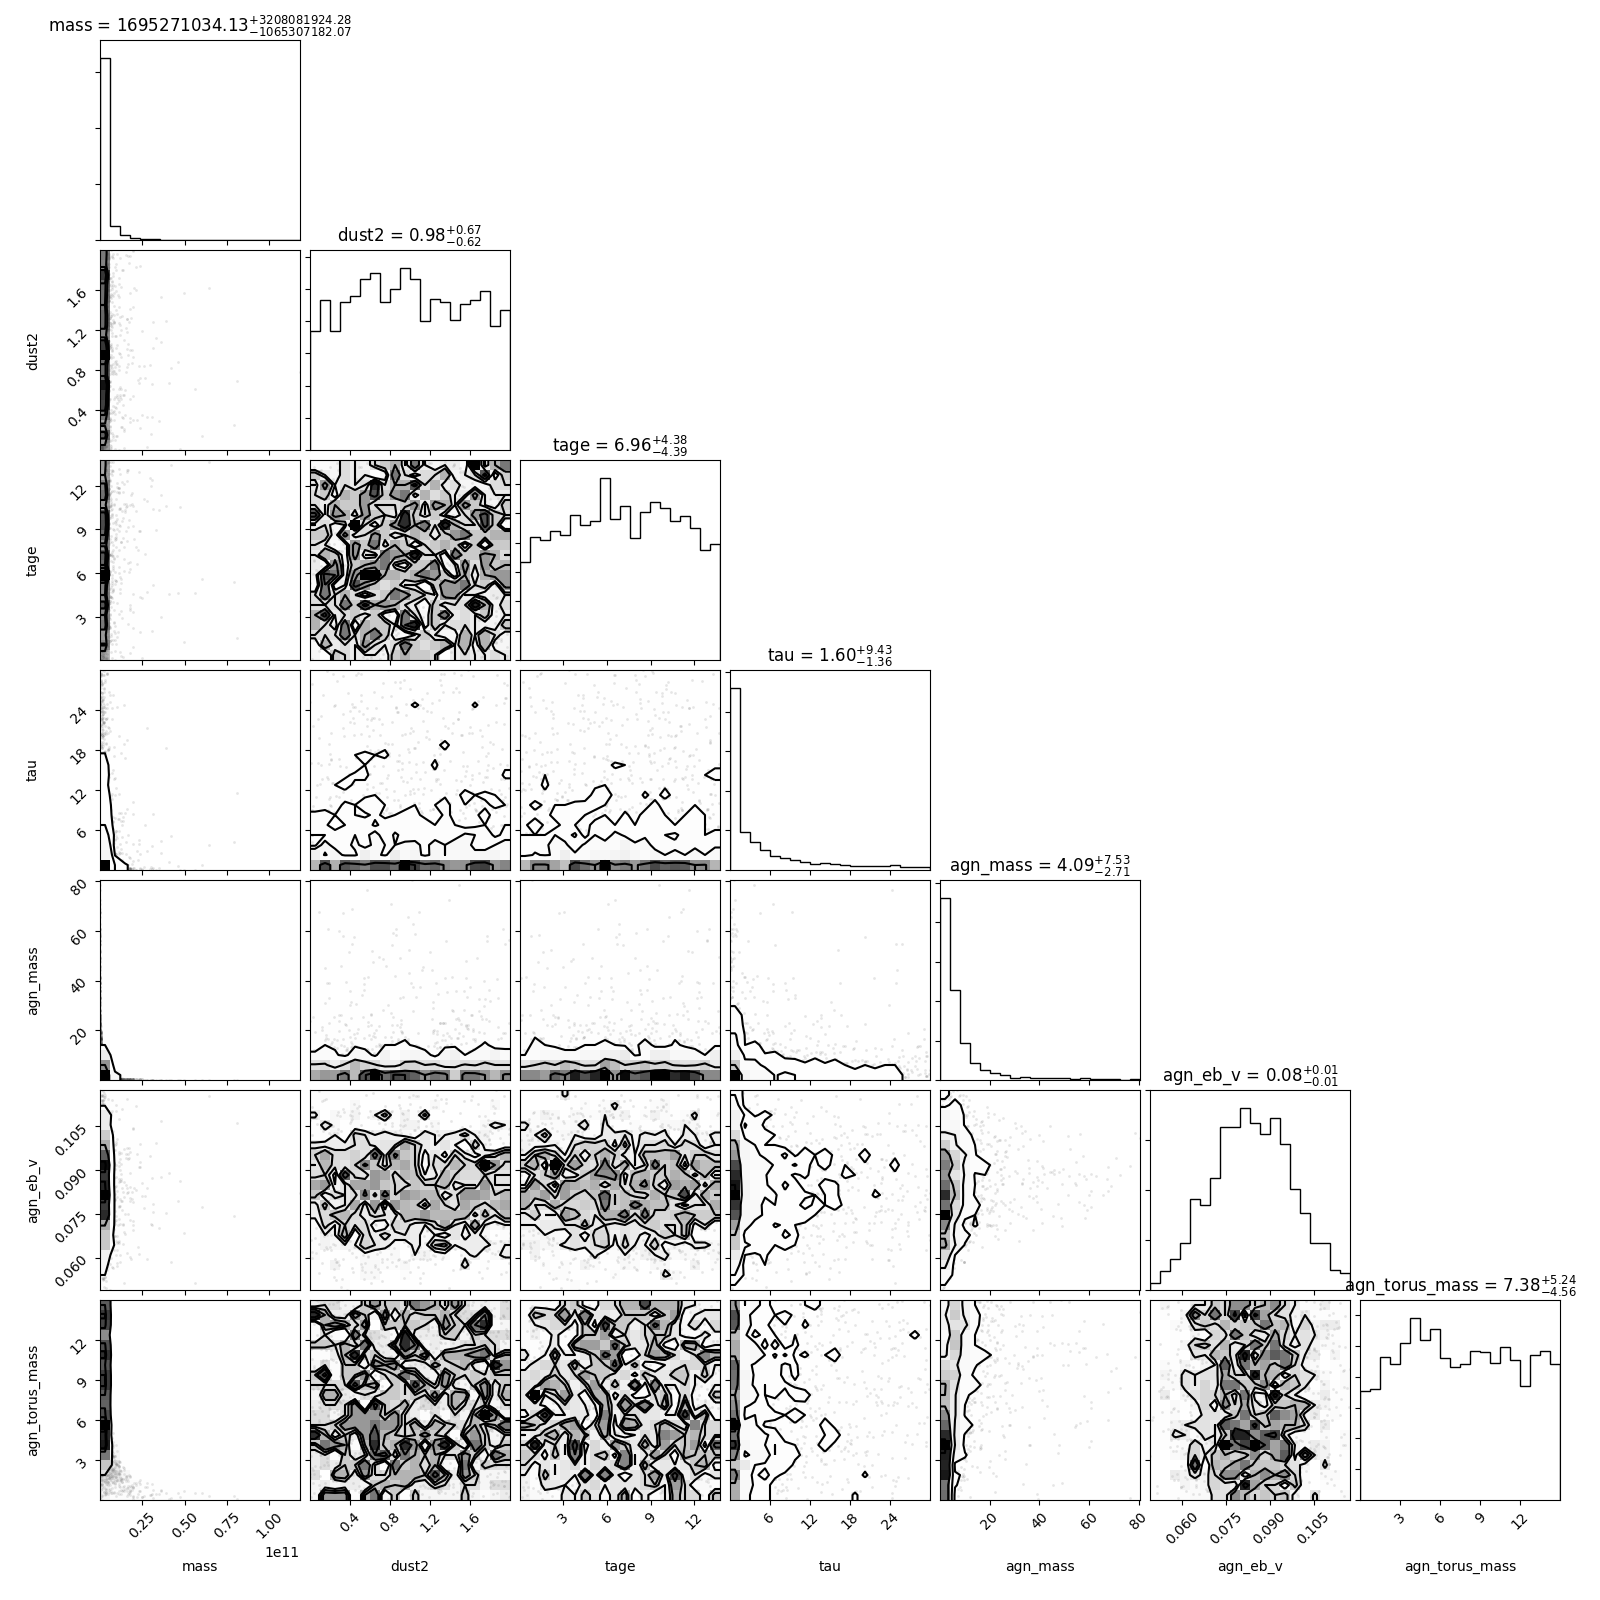 mass = 1695271034.13+3208081924.28−1065307182.07
dust2 = 0.98+0.67−0.62
1.6
1.2
0.8
0.4
dust2
tage = 6.96+4.38−4.39
12
9
6
3
tage
tau = 1.60+9.43−1.36
24
18
12
6
tau
agn_mass = 4.09+7.53−2.71
80
60
40
20
agn_mass
agn_eb_v = 0.08+0.01−0.01
0.105
0.090
0.075
0.060
agn_eb_v
agn_torus_mass = 7.38+5.24−4.56
12
9
6
3
agn_torus_mass
0.25 0.50 0.75 1.00 0.4 0.8 1.2 1.6 3 6 9 12 6 12 18 24 20 40 60 80 0.060 0.075 0.090 0.105 3 6 9 12
1e11
mass dust2 tage tau agn_mass agn_eb_v agn_torus_mass